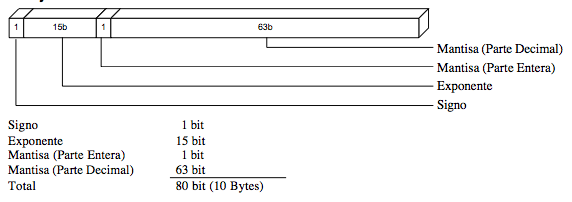 1 15b 1 63b
Mantisa (Parte Decimal)
Mantisa (Parte Entera)
Exponente
Signo
Signo 1 bit
Exponente 15 bit
Mantisa (Parte Entera) 1 bit
Mantisa (Parte Decimal) 63 bit
Total 80 bit (10 Bytes)